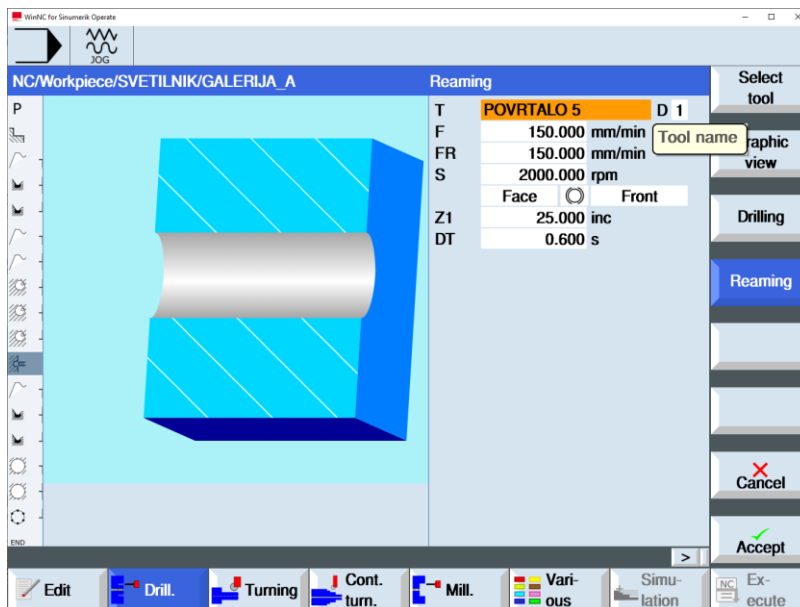 WinNC for Sinumerik Operate
JOG
NC/Workpiece/SVETILNIK/GALERIJA_A
Reaming
Select
tool
P
T POVRTALO 5 D 1
F 150.000 mm/min
Tool name
raphic
view
FR 150.000 mm/min
S 2000.000 rpm
Face Front
Z1 25.000 inc
DT 0.600 s
Drilling
Reaming
Cancel
Accept
END
>
Edit
Drill.
Turning
Cont.
turn.
Mill.
Vari-
ous
Simu-
lation
NC
Ex-
ecute